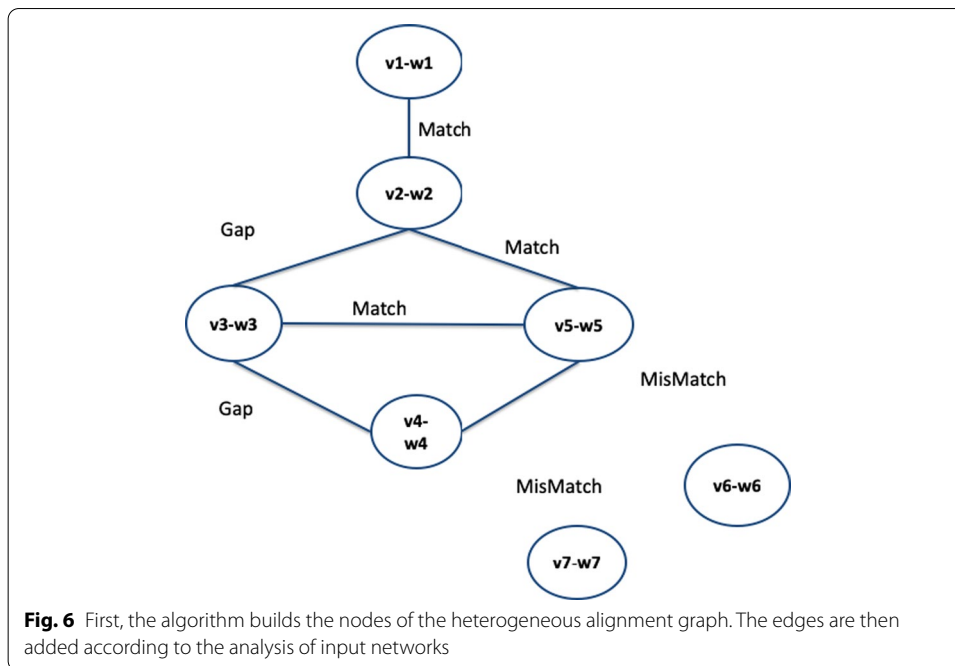 v1-w1
Match
v2-w2
Gap
Match
v3-w3
Match
v5-w5
MisMatch
Gap
v4-
w4
MisMatch
v6-w6
v7-w7
Fig. 6 First, the algorithm builds the nodes of the heterogeneous alignment graph. The edges are then
added according to the analysis of input networks